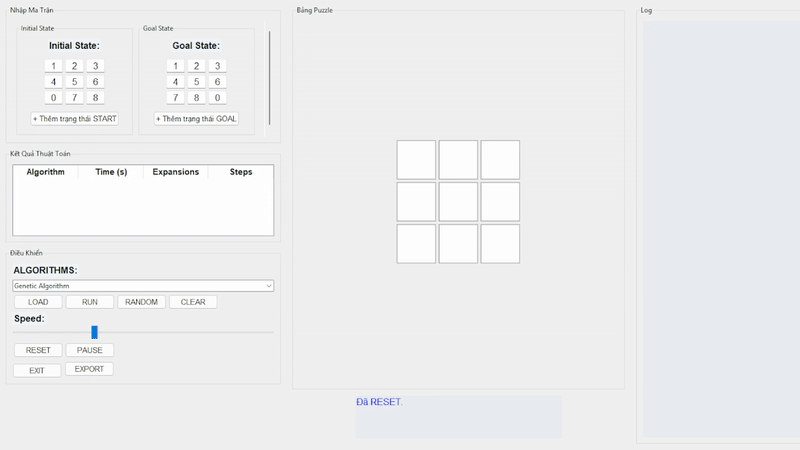 Nhập Ma Trận
Initial State
Initial State:
1 2 3
4 5 6
0 7 8
+ Thêm trạng thái START
Goal State
Goal State:
1 2 3
4 5 6
7 8 0
+ Thêm trạng thái GOAL
Kết Quả Thuật Toán
Algorithm Time (s) Expansions Steps
Điều Khiển
ALGORITHMS:
Genetic Algorithm
LOAD RUN RANDOM CLEAR
Speed:
RESET PAUSE
EXIT EXPORT
Bảng Puzzle
Đã RESET.
Log